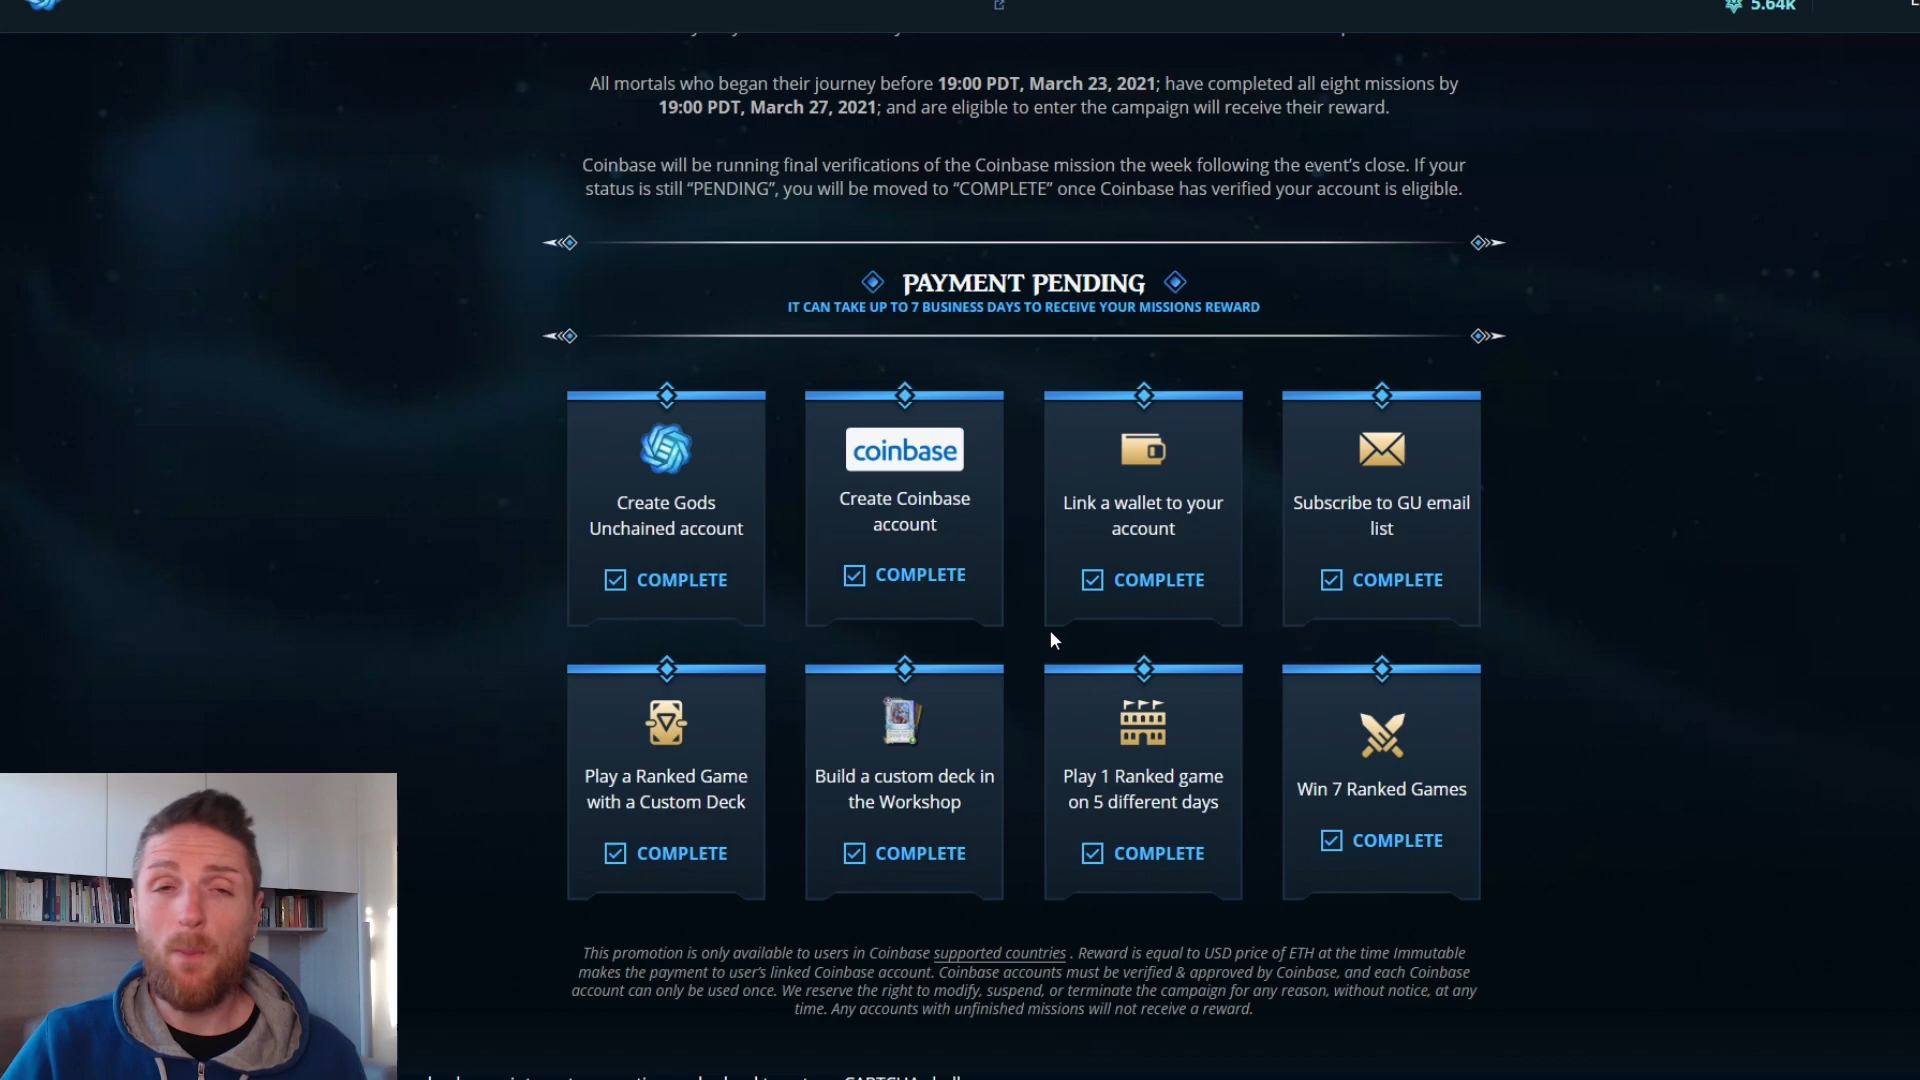 5.64k
All mortals who began their journey before 19:00 PDT, March 23, 2021; have completed all eight missions by
19:00 PDT, March 27, 2021; and are eligible to enter the campaign will receive their reward.
Coinbase will be running final verifications of the Coinbase mission the week following the event's close. If your
status is still “PENDING”, you will be moved to “COMPLETE” once Coinbase has verified your account is eligible.
PAYMENT PENDING
IT CAN TAKE UP TO 7 BUSINESS DAYS TO RECEIVE YOUR MISSIONS REWARD
Create Gods
Unchained account
COMPLETE
coinbase
Create Coinbase
account
COMPLETE
Link a wallet to your
account
COMPLETE
Subscribe to GU email
list
COMPLETE
Play a Ranked Game
with a Custom Deck
COMPLETE
Build a custom deck in
the Workshop
COMPLETE
Play 1 Ranked game
on 5 different days
COMPLETE
Win 7 Ranked Games
COMPLETE
This promotion is only available to users in Coinbase supported countries . Reward is equal to USD price of ETH at the time Immutable
makes the payment to user's linked Coinbase account. Coinbase accounts must be verified & approved by Coinbase, and each Coinbase
account can only be used once. We reserve the right to modify, suspend, or terminate the campaign for any reason, without notice, at any
time. Any accounts with unfinished missions will not receive a reward.